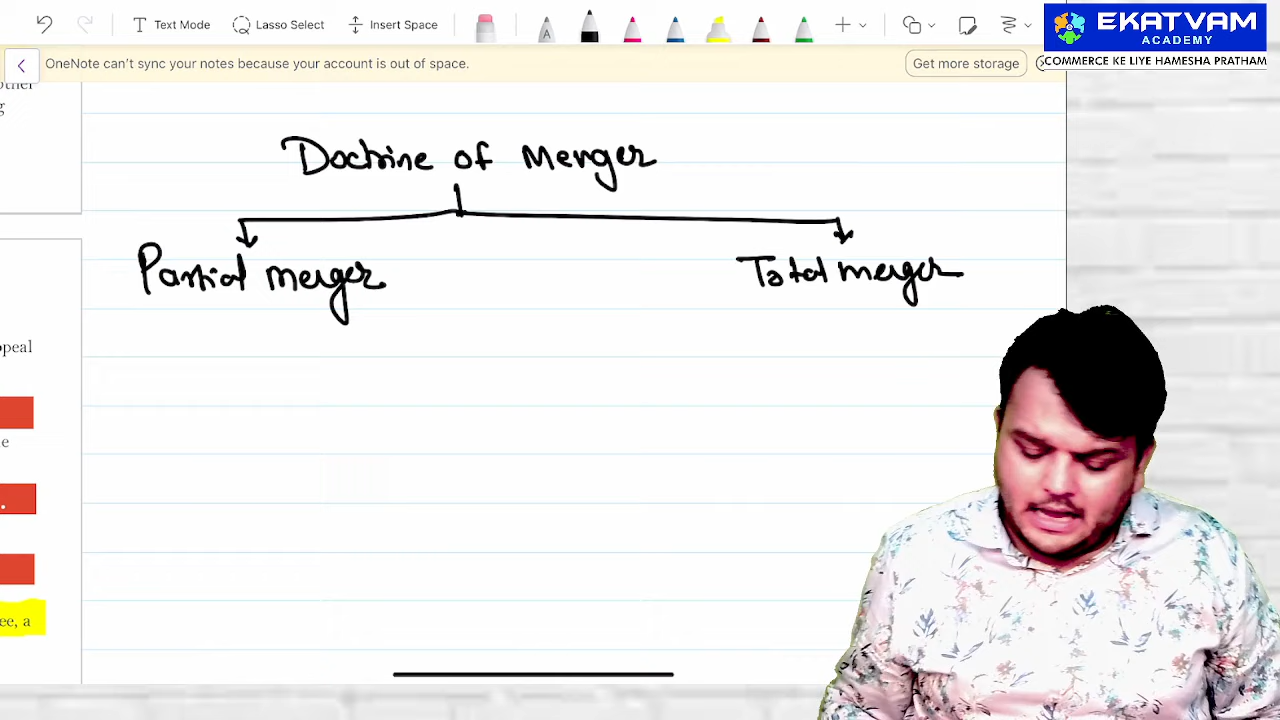 Text Mode Lasso Select Insert Space A
EKATVAM
ACADEMY
COMMERCE KE LIYE HAMESHA PRATHAM
OneNote can't sync your notes because your account is out of space. Get more storage
Doctrine of Merger
Partial merger Total merger
ppeal
ee, a